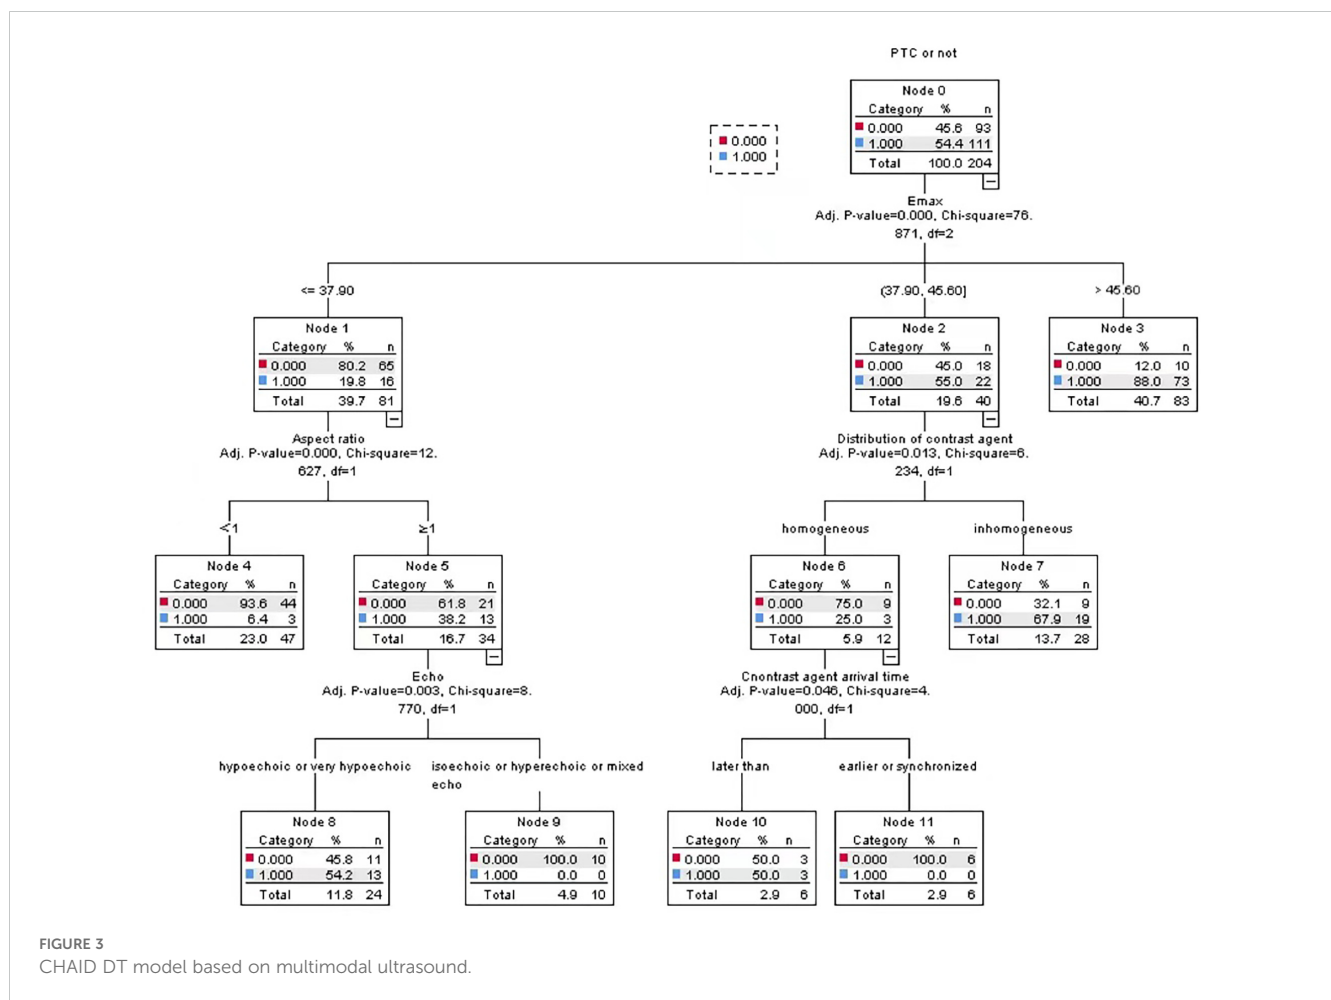 PTC or not
Node 0
Category % n
0.000 45.6 93
1.000 54.4 111
Total 100.0 204
0.000
1.000
Emax
Adj. P-value=0.000, Chi-square=76.
871, df=2
<= 37.90
(37.90, 45.60]
> 45.60
Node 1
Category % n
0.000 80.2 65
1.000 19.8 16
Total 39.7 81
Node 2
Category % n
0.000 45.0 18
1.000 55.0 22
Total 19.6 40
Node 3
Category % n
0.000 12.0 10
1.000 88.0 73
Total 40.7 83
Aspect ratio
Adj. P-value=0.000, Chi-square=12.
627, df=1
Distribution of contrast agent
Adj. P-value=0.013, Chi-square=6.
234, df=1
<1
≥1
homogeneous
inhomogeneous
Node 4
Category % n
0.000 93.6 44
1.000 6.4 3
Total 23.0 47
Node 5
Category % n
0.000 61.8 21
1.000 38.2 13
Total 16.7 34
Node 6
Category % n
0.000 75.0 9
1.000 25.0 3
Total 5.9 12
Node 7
Category % n
0.000 32.1 9
1.000 67.9 19
Total 13.7 28
Echo
Adj. P-value=0.003, Chi-square=8.
770, df=1
Cnontrast agent arrival time
Adj. P-value=0.046, Chi-square=4.
000, df=1
hypoechoic or very hypoechoic
isoechoic or hyperechoic or mixed
echo
later than
earlier or synchronized
Node 8
Category % n
0.000 45.8 11
1.000 54.2 13
Total 11.8 24
Node 9
Category % n
0.000 100.0 10
1.000 0.0 0
Total 4.9 10
Node 10
Category % n
0.000 50.0 3
1.000 50.0 3
Total 2.9 6
Node 11
Category % n
0.000 100.0 6
1.000 0.0 0
Total 2.9 6
FIGURE 3
CHAID DT model based on multimodal ultrasound.